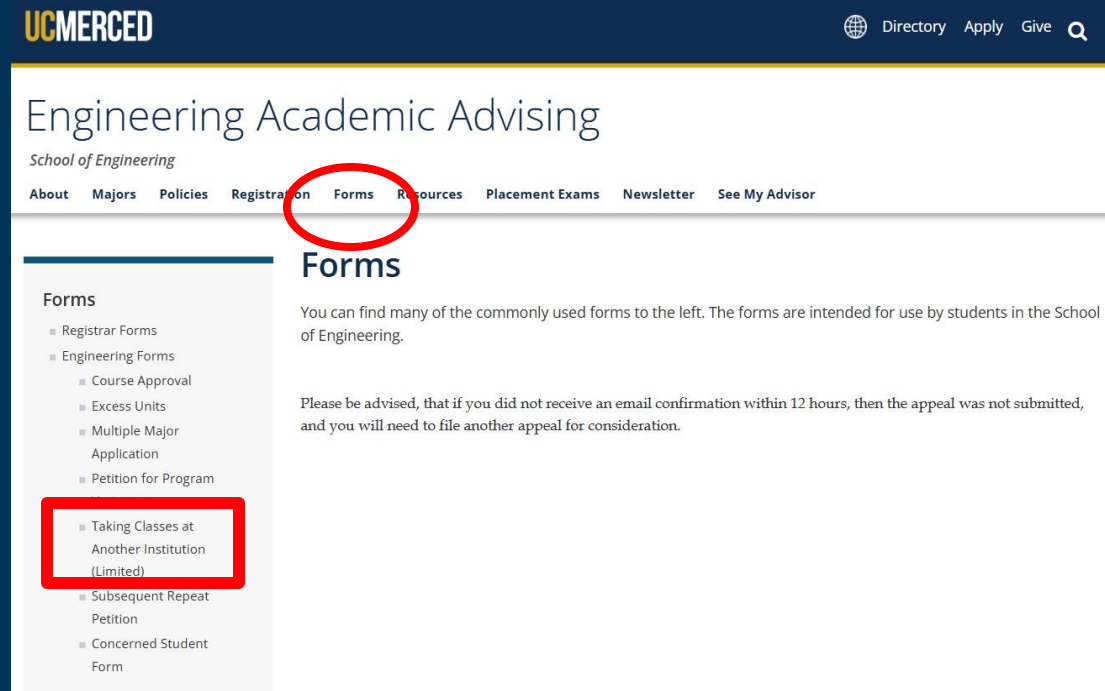 UCMERCED
Directory Apply Give
Engineering Academic Advising
School of Engineering
About Majors Policies Registration Forms Resources Placement Exams Newsletter See My Advisor
Forms
Registrar Forms
Engineering Forms
Course Approval
Excess Units
Multiple Major
Application
Petition for Program
Taking Classes at
Another Institution
(Limited)
Subsequent Repeat
Petition
Concerned Student
Form
Forms
You can find many of the commonly used forms to the left. The forms are intended for use by students in the School
of Engineering.
Please be advised, that if you did not receive an email confirmation within 12 hours, then the appeal was not submitted,
and you will need to file another appeal for consideration.